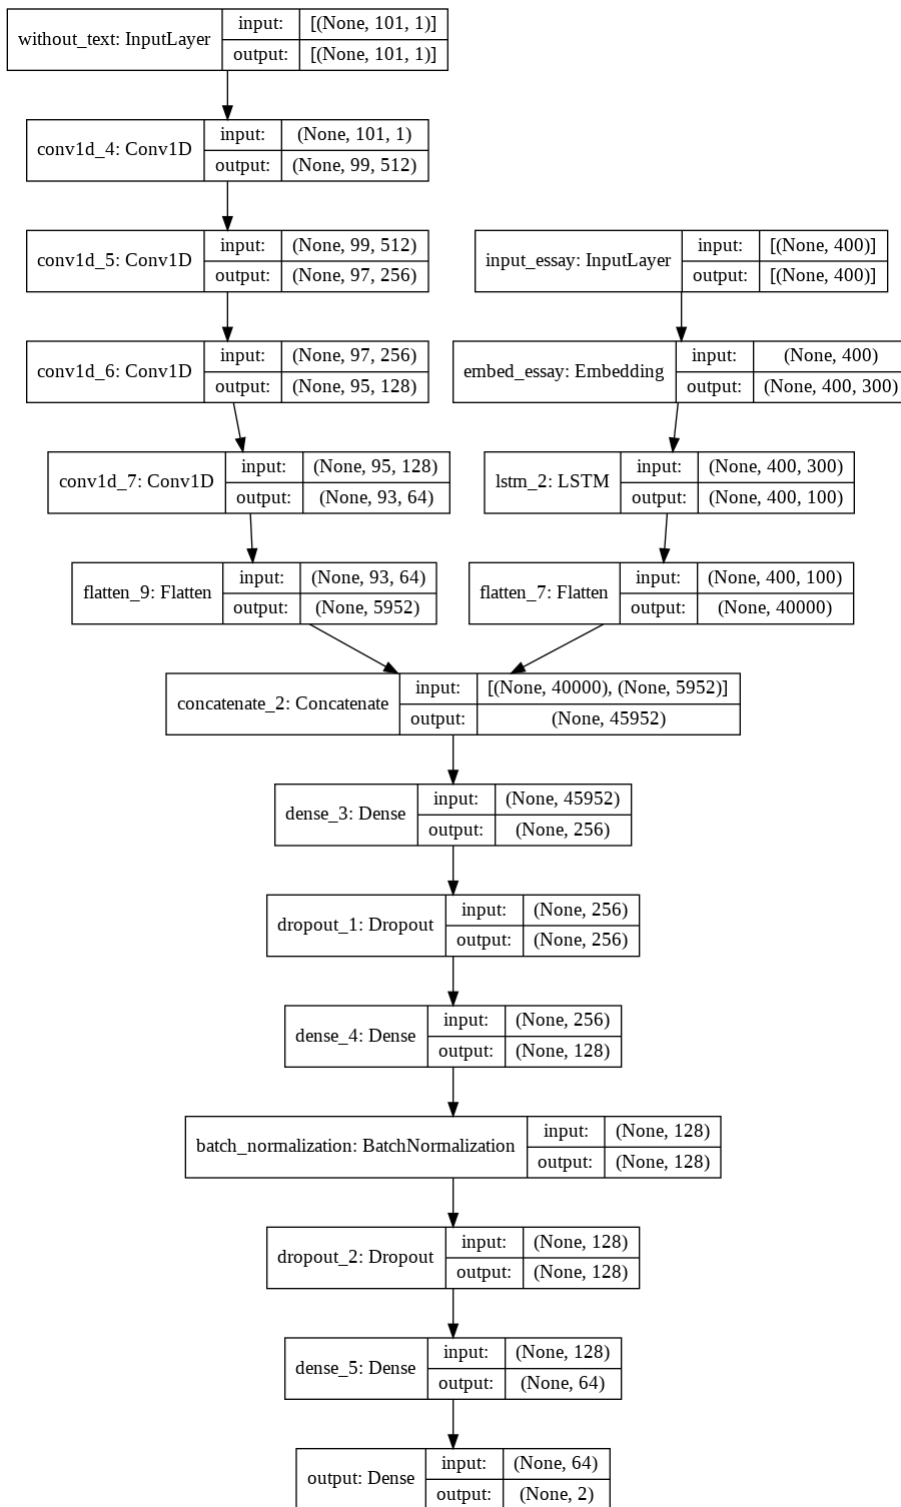 without_text: InputLayer
input: [(None, 101, 1)]
output: [(None, 101, 1)]
conv1d_4: Conv1D
input: (None, 101, 1)
output: (None, 99, 512)
conv1d_5: Conv1D
input: (None, 99, 512)
output: (None, 97, 256)
input_essay: InputLayer
input: [(None, 400)]
output: [(None, 400)]
conv1d_6: Conv1D
input: (None, 97, 256)
output: (None, 95, 128)
embed_essay: Embedding
input: (None, 400)
output: (None, 400, 300)
conv1d_7: Conv1D
input: (None, 95, 128)
output: (None, 93, 64)
lstm_2: LSTM
input: (None, 400, 300)
output: (None, 400, 100)
flatten_9: Flatten
input: (None, 93, 64)
output: (None, 5952)
flatten_7: Flatten
input: (None, 400, 100)
output: (None, 40000)
concatenate_2: Concatenate
input: [(None, 40000), (None, 5952)]
output: (None, 45952)
dense_3: Dense
input: (None, 45952)
output: (None, 256)
dropout_1: Dropout
input: (None, 256)
output: (None, 256)
dense_4: Dense
input: (None, 256)
output: (None, 128)
batch_normalization: BatchNormalization
input: (None, 128)
output: (None, 128)
dropout_2: Dropout
input: (None, 128)
output: (None, 128)
dense_5: Dense
input: (None, 128)
output: (None, 64)
output: Dense
input: (None, 64)
output: (None, 2)